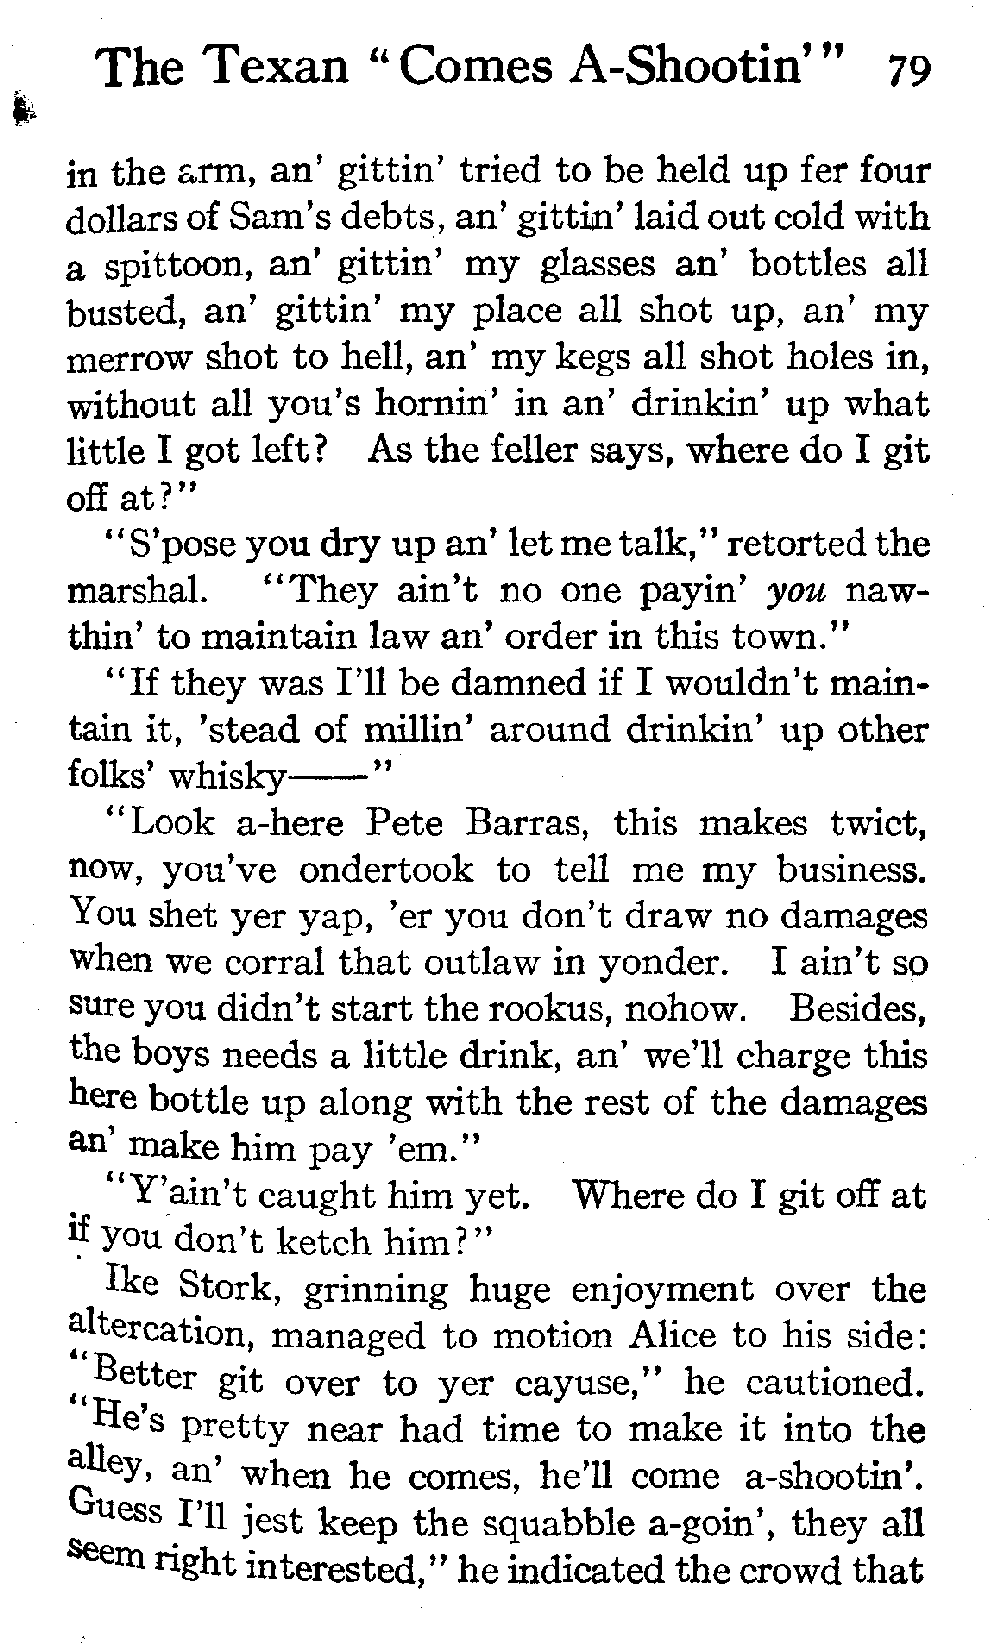 The Texan "Comes A-Shootin'" 79
in the arm, an' gittin' tried to be held up fer four
dollars of Sam's debts, an' gittin' laid out cold with
a spittoon, an' gittin' my glasses an' bottles all
busted, an' gittin' my place all shot up, an' my
merrow shot to hell, an' my kegs all shot holes in,
without all you's hornin' in an' drinkin' up what
little I got left? As the feller says, where do I git
off at?"
"S'pose you dry up an' let me talk," retorted the
marshal. "They ain't no one payin' you naw-
thin' to maintain law an' order in this town."
"If they was I'll be damned if I wouldn't main-
tain it, 'stead of millin' around drinkin' up other
folks' whisky——"
"Look a-here Pete Barras, this makes twict,
now, you've ondertook to tell me my business.
You shet yer yap, 'er you don't draw no damages
when we corral that outlaw in yonder. I ain't so
sure you didn't start the rookus, nohow. Besides,
the boys needs a little drink, an' we'll charge this
here bottle up along with the rest of the damages
an' make him pay 'em."
"Y'ain't caught him yet. Where do I git off at
if you don't ketch him?"
Ike Stork, grinning huge enjoyment over the
altercation, managed to motion Alice to his side:
"Better git over to yer cayuse," he cautioned.
"He's pretty near had time to make it into the
alley, an' when he comes, he'll come a-shootin'.
Guess I'll jest keep the squabble a-goin', they all
seem right interested," he indicated the crowd that